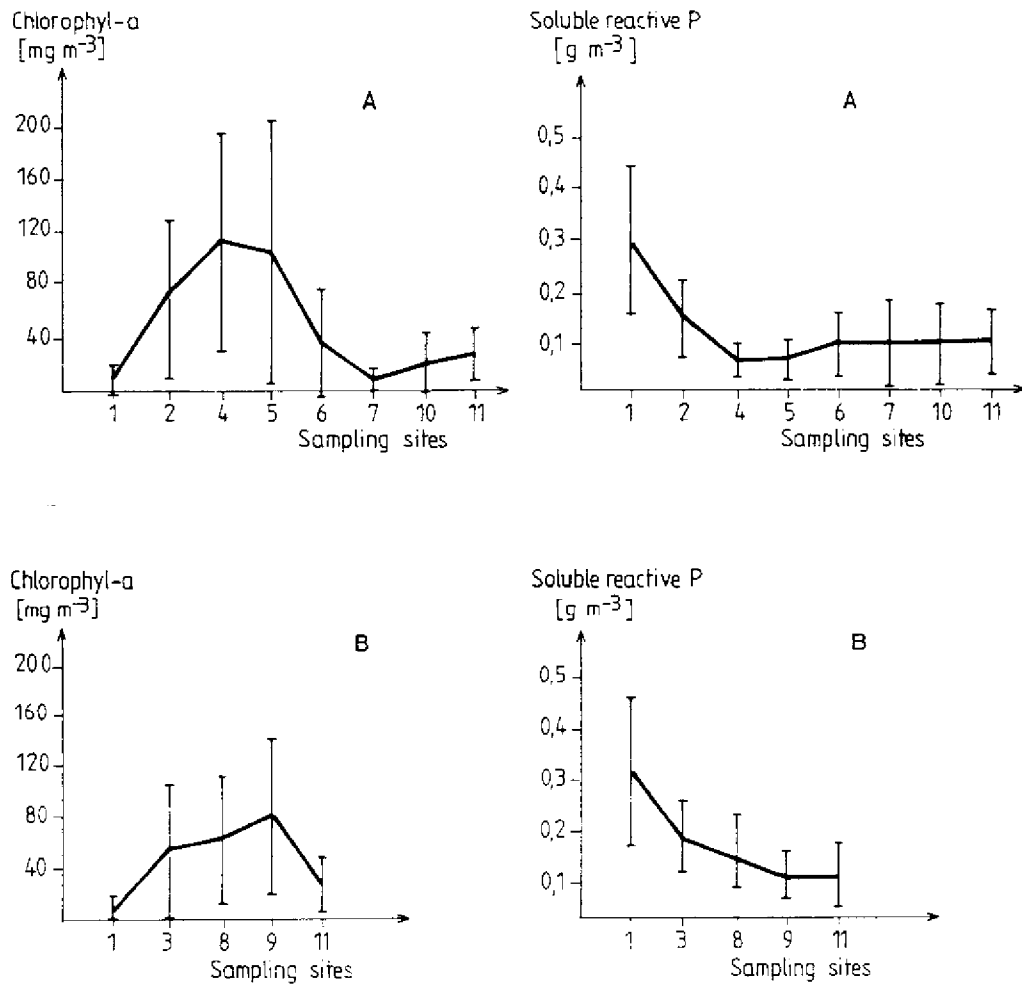 Chlorophyl-a
[mg m-3]
A
200
160
120
80
40
1 2 4 5 6 7 10 11
Sampling sites
Soluble reactive P
[g m-3]
A
0,5
0,4
0,3
0,2
0,1
1 2 4 5 6 7 10 11
Sampling sites
Chlorophyl-a
[mg m-3]
B
200
160
120
80
40
1 3 8 9 11
Sampling sites
Soluble reactive P
[g m-3]
B
0,5
0,4
0,3
0,2
0,1
1 3 8 9 11
Sampling sites